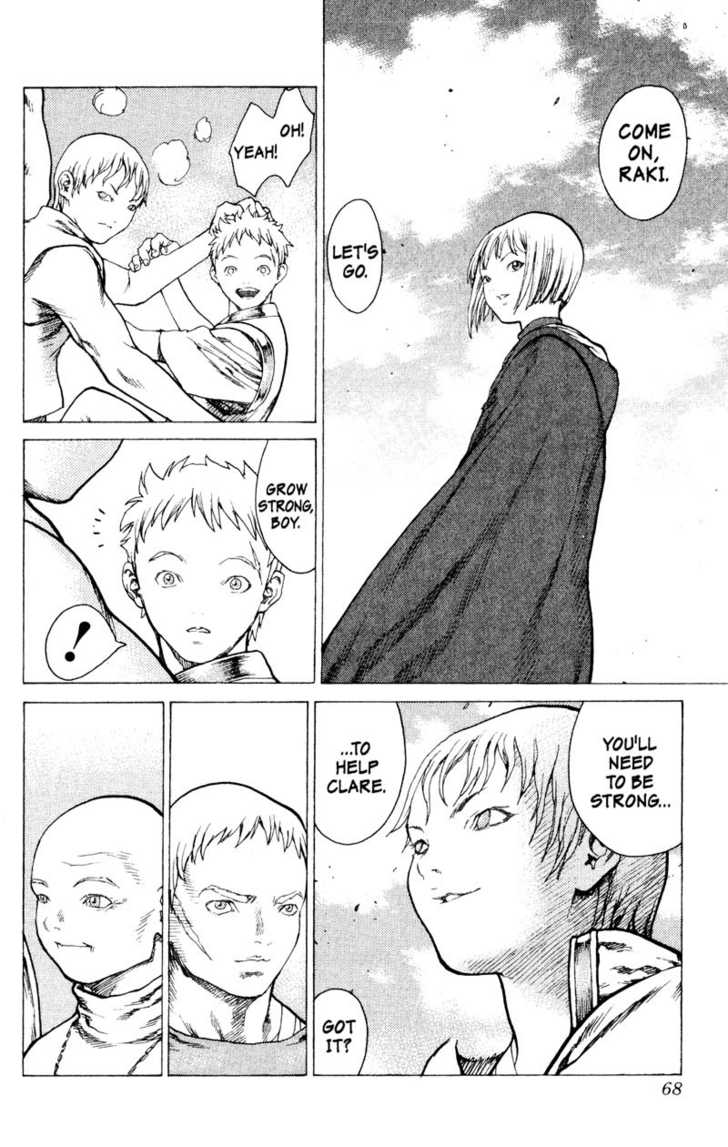 COME
ON,
RAKI.
LET'S
GO.
OH!
YEAH!
GROW
STRONG,
BOY.
!
YOU'LL
NEED
TO BE
STRONG...
...TO
HELP
CLARE.
GOT
IT?
68